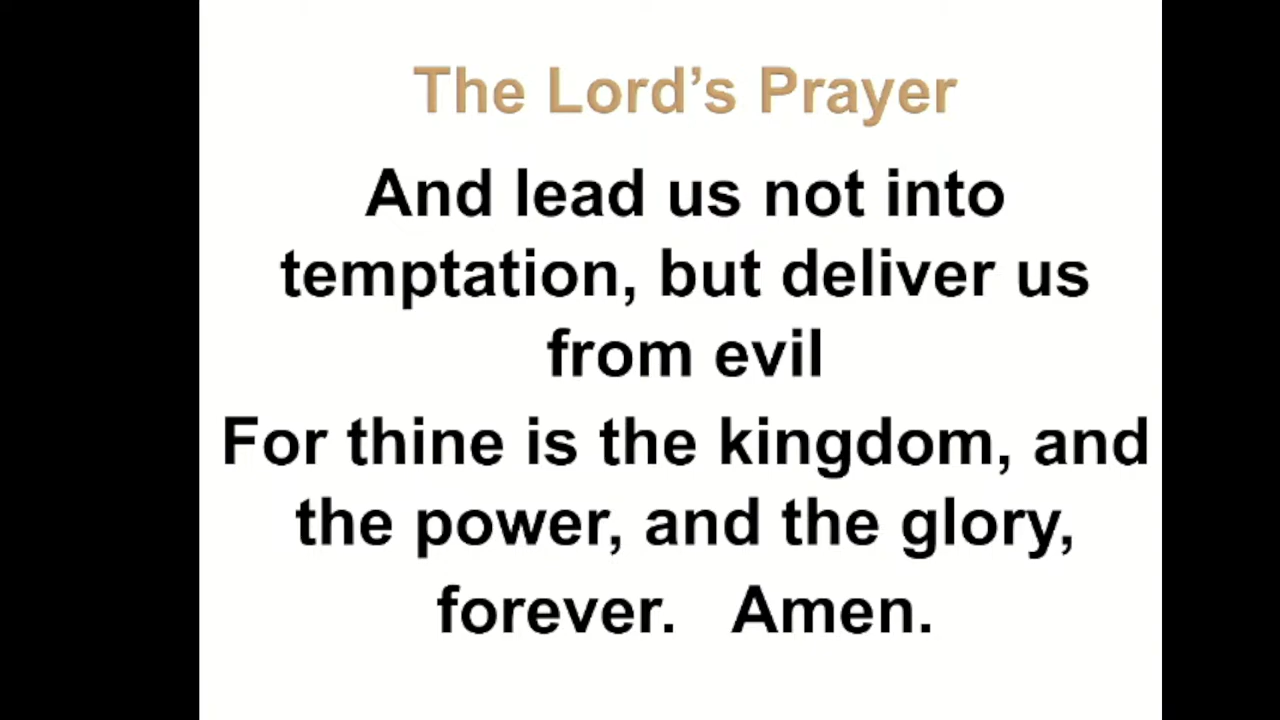 The Lord’s Prayer
And lead us not into
temptation, but deliver us
from evil
For thine is the kingdom, and
the power, and the glory,
forever.   Amen.